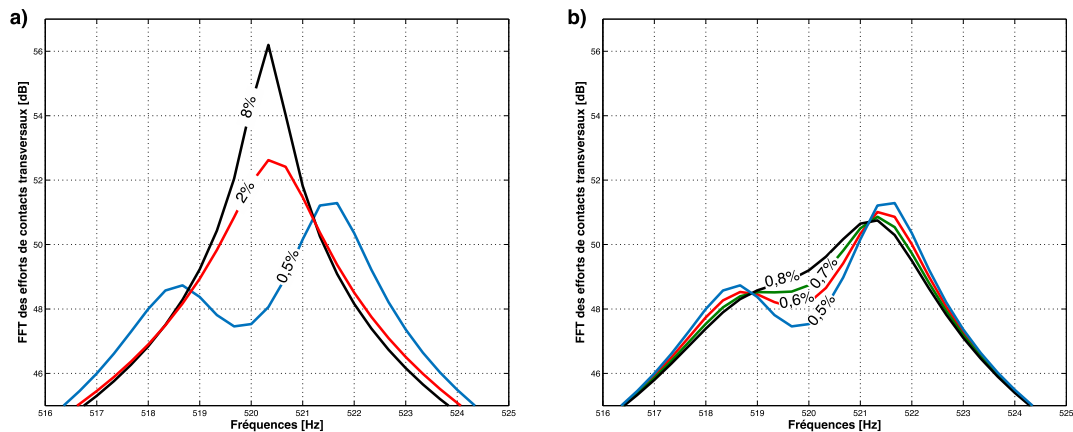 a)
FFT des efforts de contacts transversaux [dB]
56
54
52
50
48
46
8%
2%
0,5%
516 517 518 519 520 521 522 523 524 525
Fréquences [Hz]
b)
FFT des efforts de contacts transversaux [dB]
56
54
52
50
48
46
0,8%
0,7%
0,6%
0,5%
516 517 518 519 520 521 522 523 524 525
Fréquences [Hz]